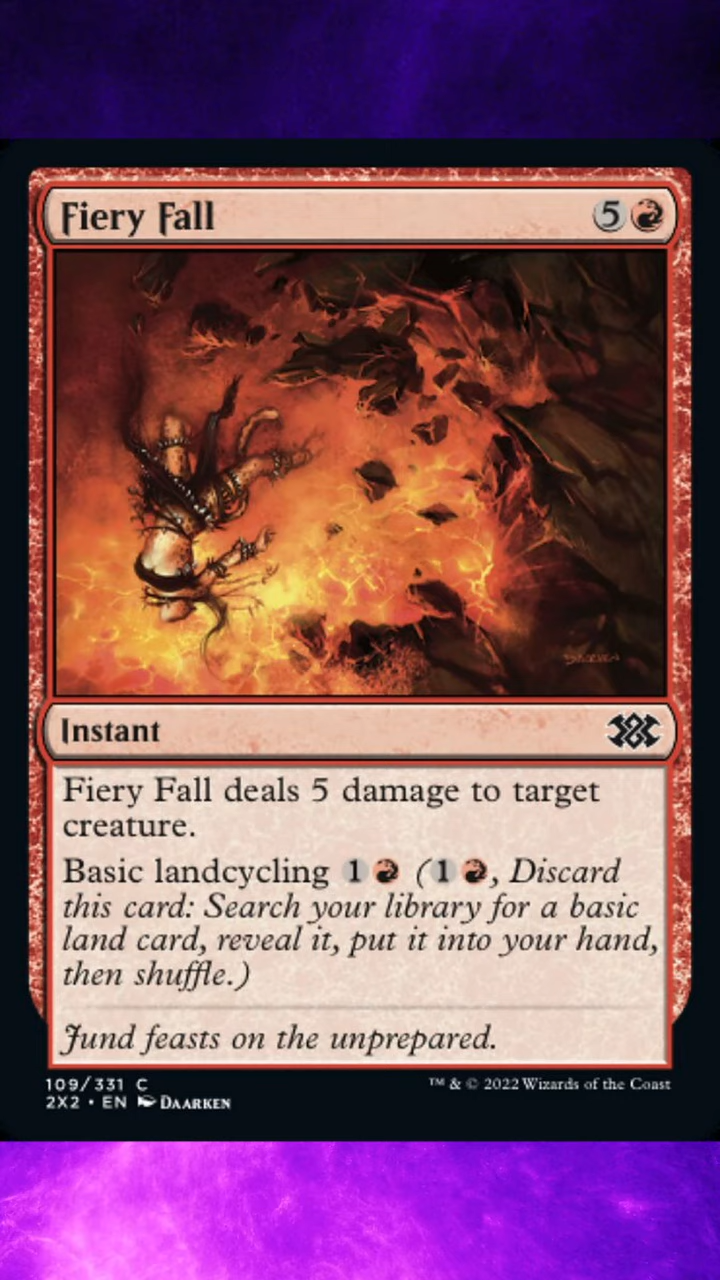 Fiery Fall 5
Instant
Fiery Fall deals 5 damage to target
creature.
Basic landcycling 1 (1 , Discard
this card: Search your library for a basic
land card, reveal it, put it into your hand,
then shuffle.)
Jund feasts on the unprepared.
109/331 C
™ & © 2022 Wizards of the Coast
2X2 • EN DAARKEN